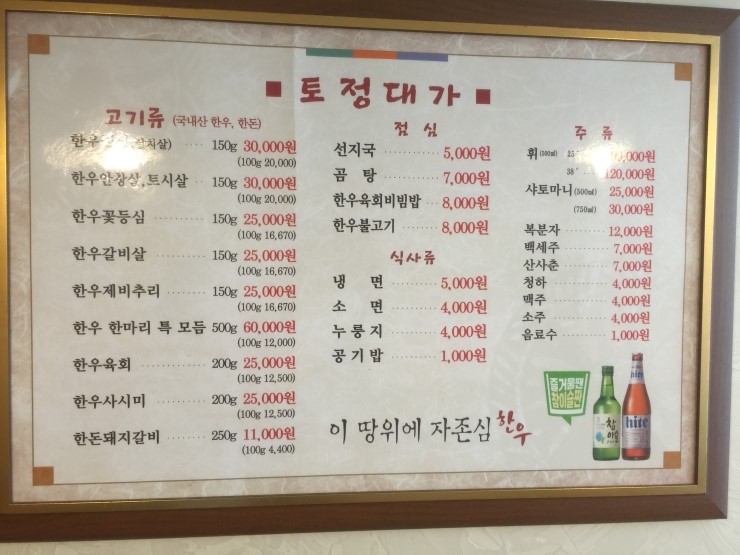 ■ 토정대가 ■
고기류 (국내산 한우, 한돈)
150g 30,000원
(100g 20,000)
한우안창살,트시살 150g 30,000원
(100g 20,000)
한우꽃등심 150g 25,000원
(100g 16,670)
한우갈비살 150g 25,000원
(100g 16,670)
한우제비추리 150g 25,000원
(100g 16,670)
한우 한마리 특 모듬 500g 60,000원
(100g 12,000)
한우육회 200g 25,000원
(100g 12,500)
한우사시미 200g 25,000원
(100g 12,500)
한돈돼지갈비 250g 11,000원
(100g 4,400)
점 심
선지국 5,000원
곰 탕 7,000원
한우육회비빔밥 8,000원
한우불고기 8,000원
식사류
냉 면 5,000원
소 면 4,000원
누룽지 4,000원
공기밥 1,000원
이 땅위에 자존심 한우
주 류
휘 (500ml)
38˚ 120,000원
샤토마니 (500ml) 25,000원
(750ml) 30,000원
복분자 12,000원
백세주 7,000원
산사춘 7,000원
청하 4,000원
맥주 4,000원
소주 4,000원
음료수 1,000원
즐거울땐
참이슬땐
참이슬
hite
hite